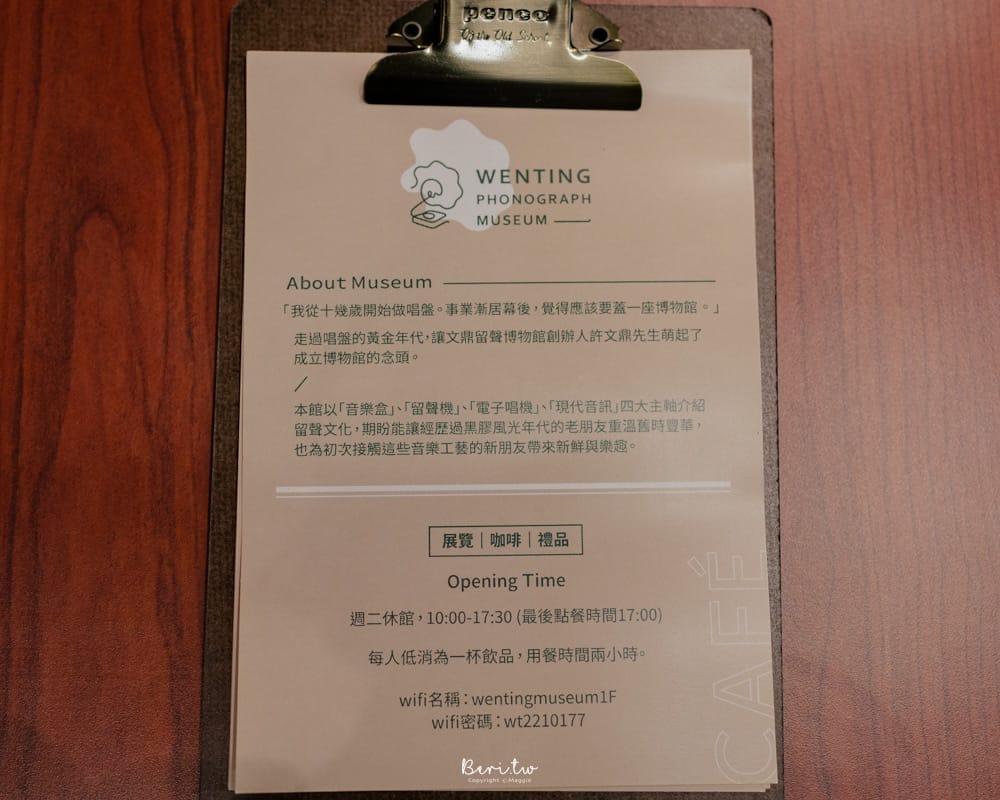 penco
Of the Old School
WENTING
PHONOGRAPH
MUSEUM
About Museum
「我從十幾歲開始做唱盤。事業漸居幕後，覺得應該要蓋一座博物館。」
走過唱盤的黃金年代，讓文鼎留聲博物館創辦人許文鼎先生萌起了
成立博物館的念頭。
/
本館以「音樂盒」、「留聲機」、「電子唱機」、「現代音訊」四大主軸介紹
留聲文化，期盼能讓經歷過黑膠風光年代的老朋友重溫舊時豐華，
也為初次接觸這些音樂工藝的新朋友帶來新鮮與樂趣。
展覽｜咖啡｜禮品
Opening Time
週二休館，10:00-17:30 (最後點餐時間17:00)
每人低消為一杯飲品，用餐時間兩小時。
wifi名稱：wentingmuseum1F
wifi密碼：wt2210177
CAFÉ
Beri.tw
Copyright © Maggie